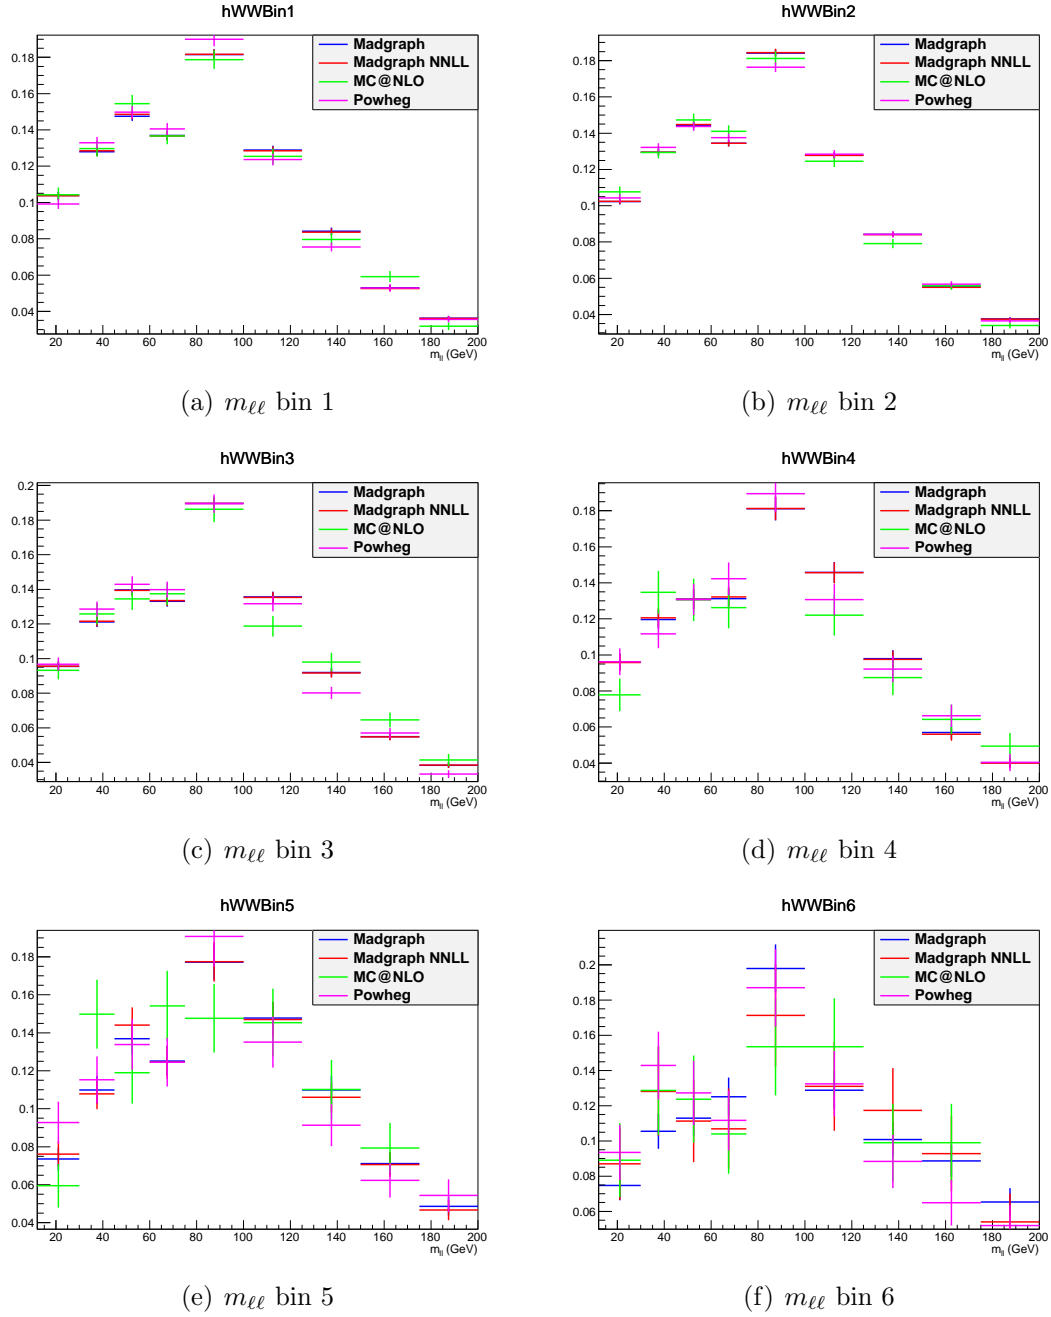 hWWBin1
Madgraph
Madgraph NNLL
MC@NLO
Powheg
0.18
0.16
0.14
0.12
0.1
0.08
0.06
0.04
20 40 60 80 100 120 140 160 180 200
m_ll (GeV)
(a) m_ℓℓ bin 1
hWWBin2
Madgraph
Madgraph NNLL
MC@NLO
Powheg
0.18
0.16
0.14
0.12
0.1
0.08
0.06
0.04
20 40 60 80 100 120 140 160 180 200
m_ll (GeV)
(b) m_ℓℓ bin 2
hWWBin3
Madgraph
Madgraph NNLL
MC@NLO
Powheg
0.2
0.18
0.16
0.14
0.12
0.1
0.08
0.06
0.04
20 40 60 80 100 120 140 160 180 200
m_ll (GeV)
(c) m_ℓℓ bin 3
hWWBin4
Madgraph
Madgraph NNLL
MC@NLO
Powheg
0.18
0.16
0.14
0.12
0.1
0.08
0.06
0.04
20 40 60 80 100 120 140 160 180 200
m_ll (GeV)
(d) m_ℓℓ bin 4
hWWBin5
Madgraph
Madgraph NNLL
MC@NLO
Powheg
0.18
0.16
0.14
0.12
0.1
0.08
0.06
0.04
20 40 60 80 100 120 140 160 180 200
m_ll (GeV)
(e) m_ℓℓ bin 5
hWWBin6
Madgraph
Madgraph NNLL
MC@NLO
Powheg
0.2
0.18
0.16
0.14
0.12
0.1
0.08
0.06
20 40 60 80 100 120 140 160 180 200
m_ll (GeV)
(f) m_ℓℓ bin 6